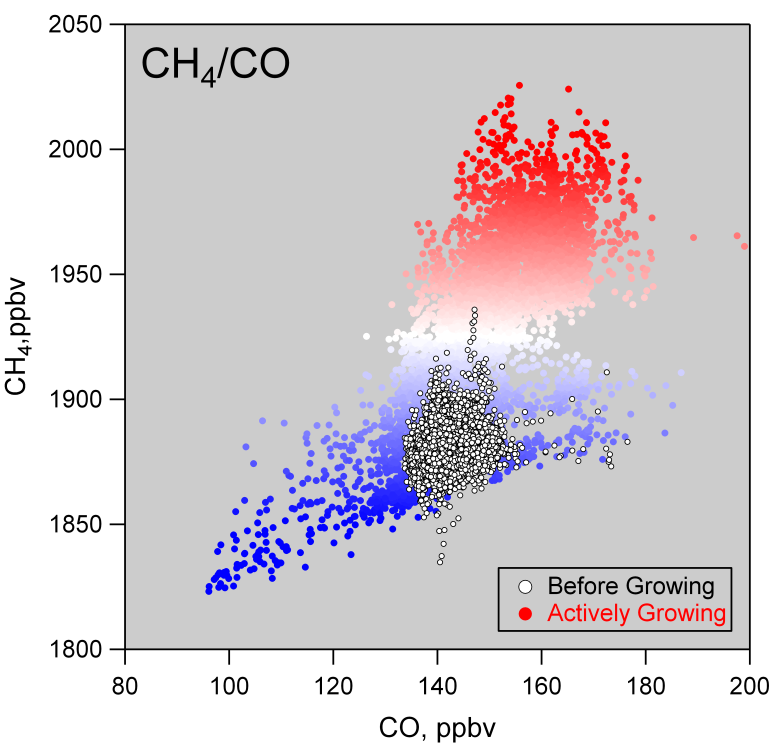 CH4/CO
2050
2000
1950
1900
1850
1800
CH4,ppbv
Before Growing
Actively Growing
80 100 120 140 160 180 200
CO, ppbv